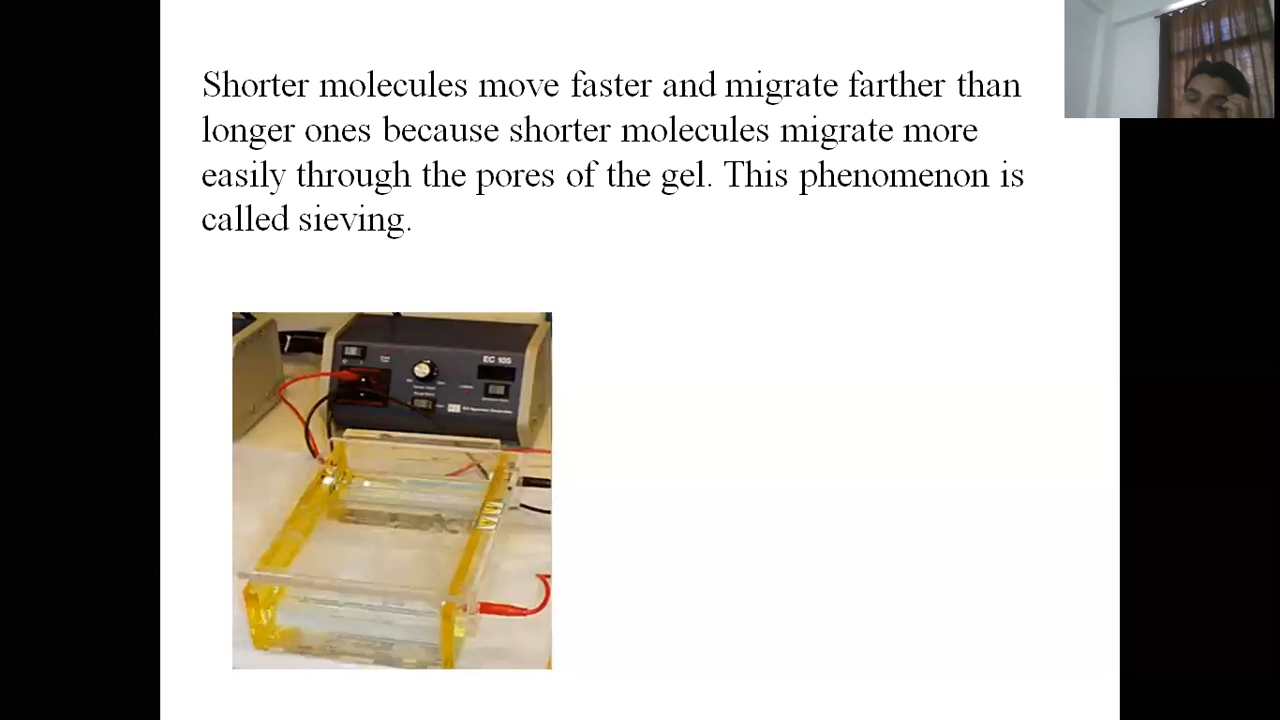 Shorter molecules move faster and migrate farther than
longer ones because shorter molecules migrate more
easily through the pores of the gel. This phenomenon is
called sieving.
EC 105